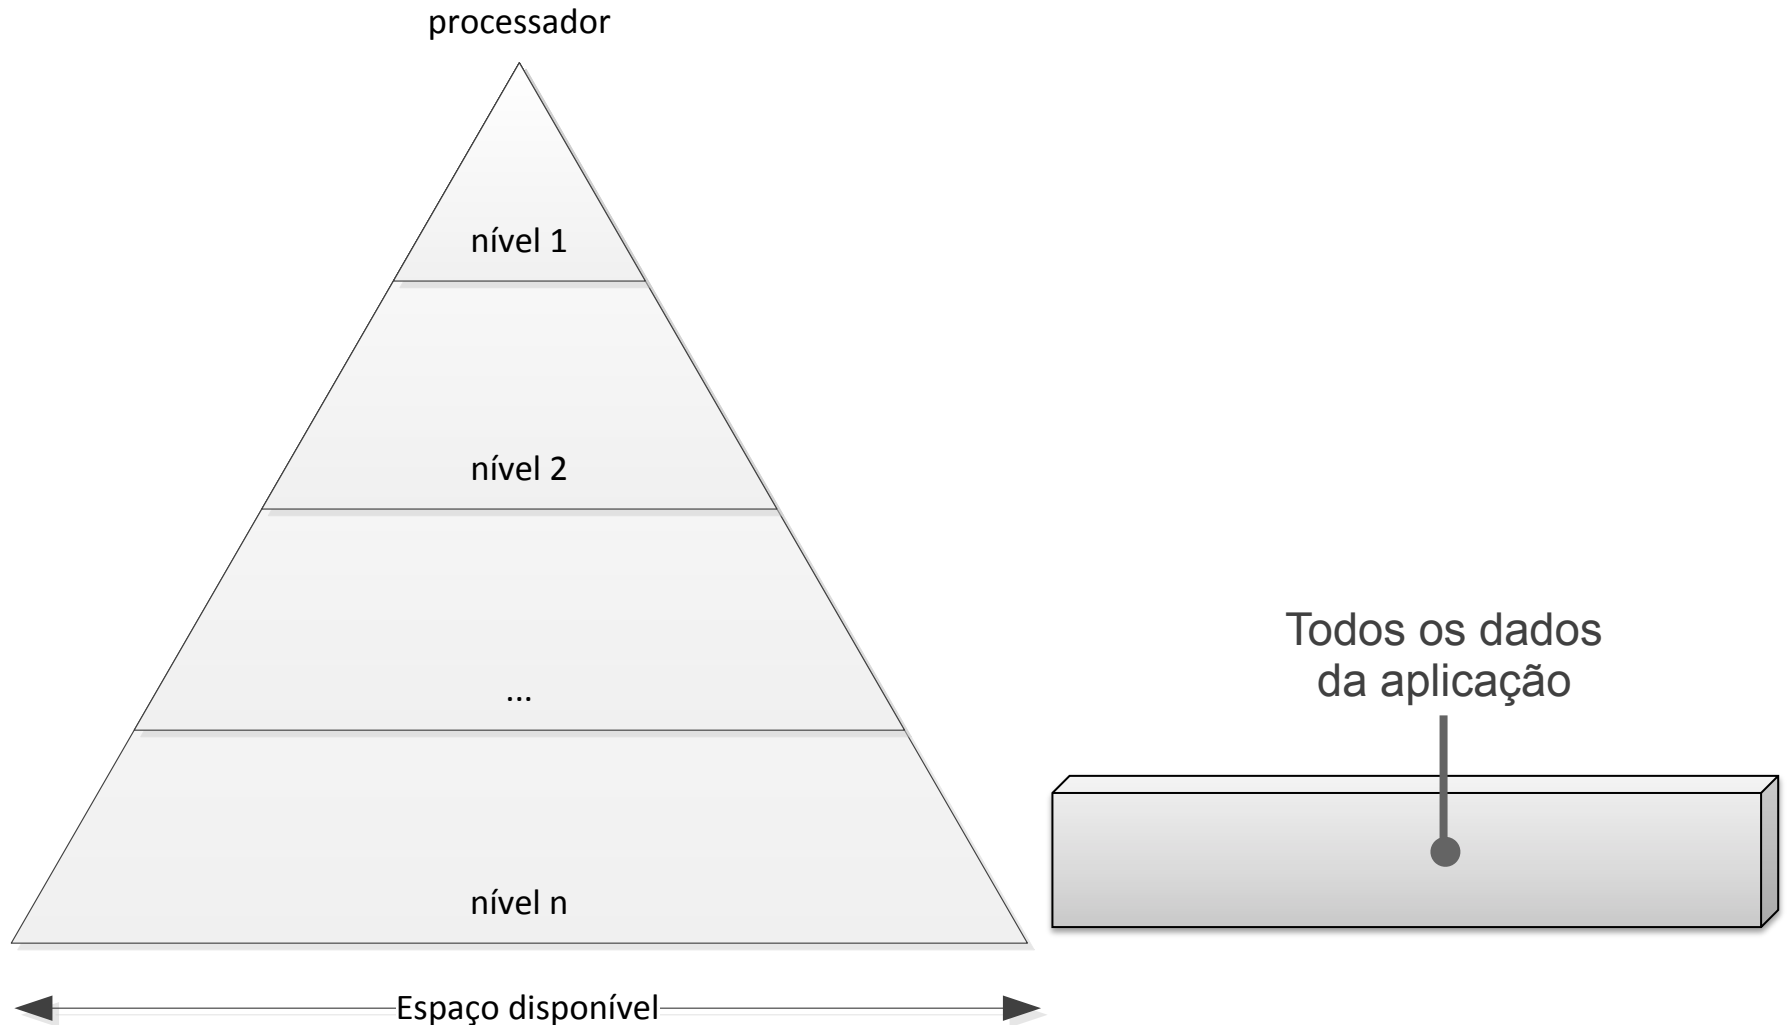 processador
nível 1
nível 2
...
nível n
Todos os dados
da aplicação
Espaço disponível